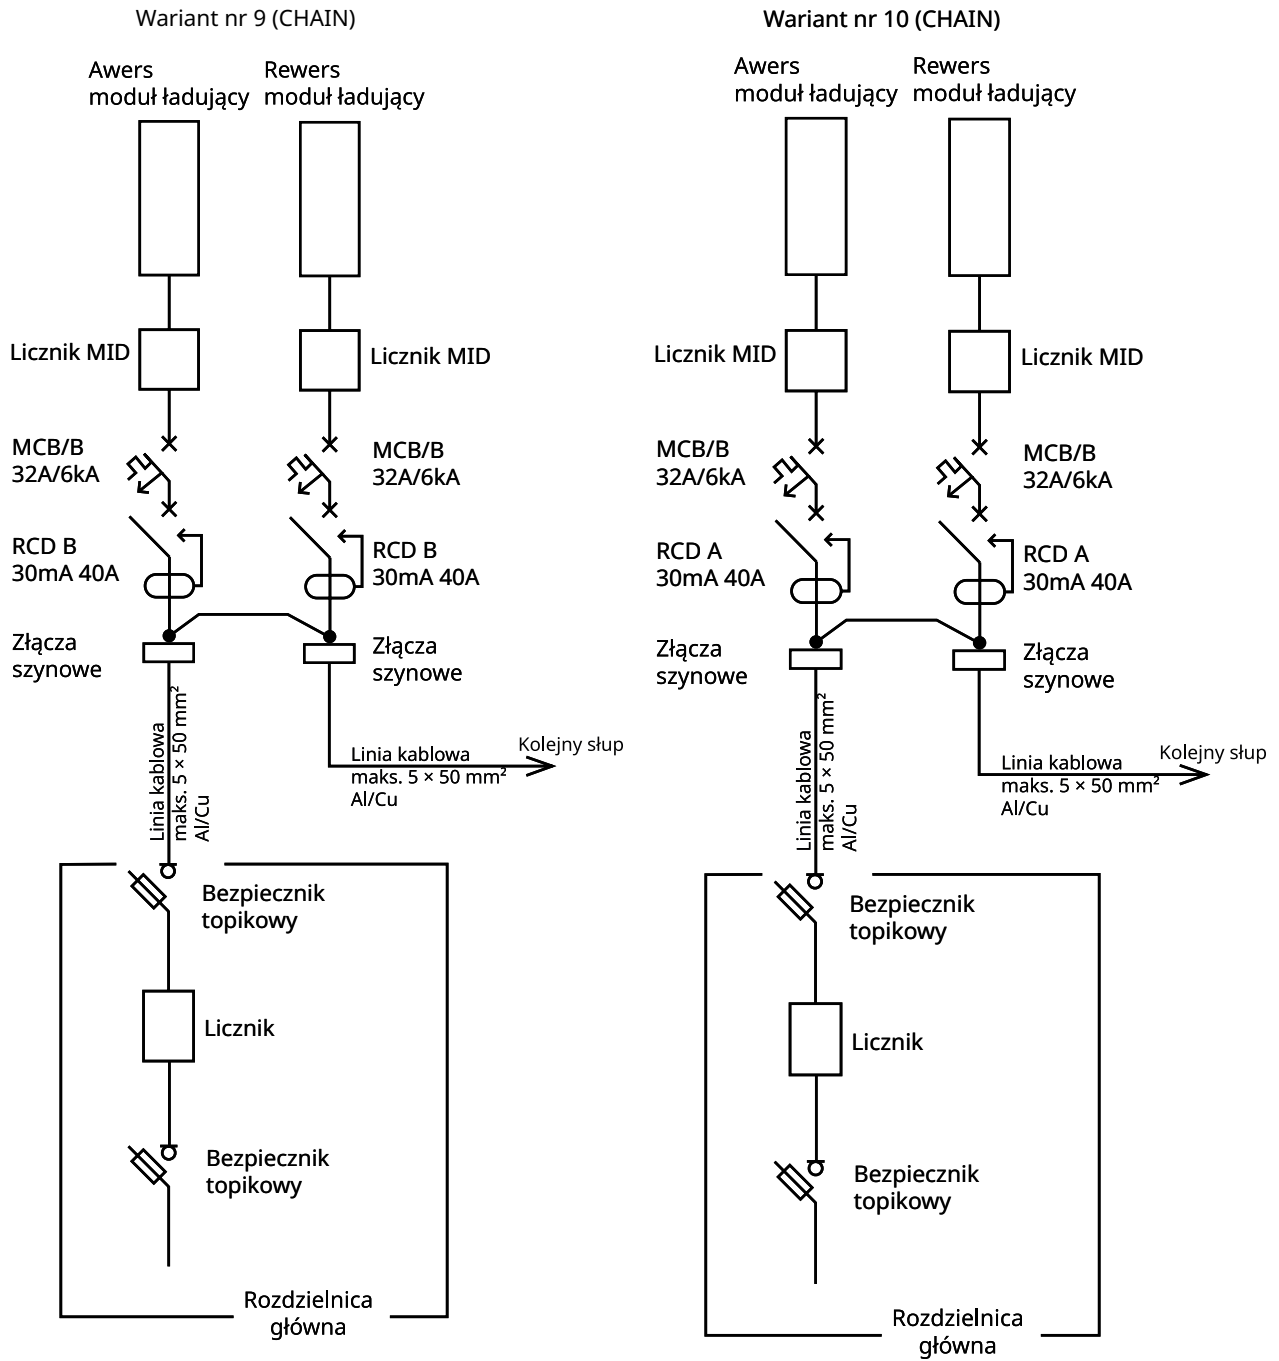 Wariant nr 9 (CHAIN)
Awers
moduł ładujący
Rewers
moduł ładujący
Licznik MID
Licznik MID
MCB/B
32A/6kA
MCB/B
32A/6kA
RCD B
30mA 40A
RCD B
30mA 40A
Złącza
szynowe
Złącza
szynowe
Linia kablowa
maks. 5 × 50 mm²
Al/Cu
Linia kablowa
maks. 5 × 50 mm²
Al/Cu
Kolejny słup
Bezpiecznik
topikowy
Licznik
Bezpiecznik
topikowy
Rozdzielnica
główna
Wariant nr 10 (CHAIN)
Awers
moduł ładujący
Rewers
moduł ładujący
Licznik MID
Licznik MID
MCB/B
32A/6kA
MCB/B
32A/6kA
RCD A
30mA 40A
RCD A
30mA 40A
Złącza
szynowe
Złącza
szynowe
Linia kablowa
maks. 5 × 50 mm²
Al/Cu
Linia kablowa
maks. 5 × 50 mm²
Al/Cu
Kolejny słup
Bezpiecznik
topikowy
Licznik
Bezpiecznik
topikowy
Rozdzielnica
główna